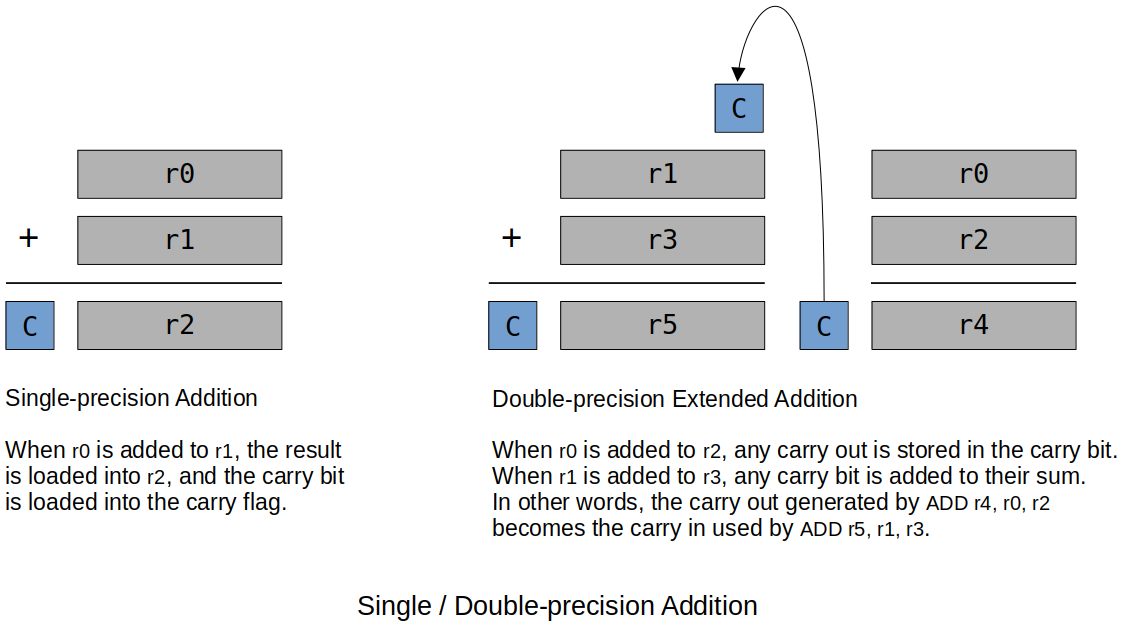 r0
+ r1
C r2
Single-precision Addition
When r0 is added to r1, the result
is loaded into r2, and the carry bit
is loaded into the carry flag.
C
r1 r0
+ r3 r2
C r5 C r4
Double-precision Extended Addition
When r0 is added to r2, any carry out is stored in the carry bit.
When r1 is added to r3, any carry bit is added to their sum.
In other words, the carry out generated by ADD r4, r0, r2
becomes the carry in used by ADD r5, r1, r3.
Single / Double-precision Addition